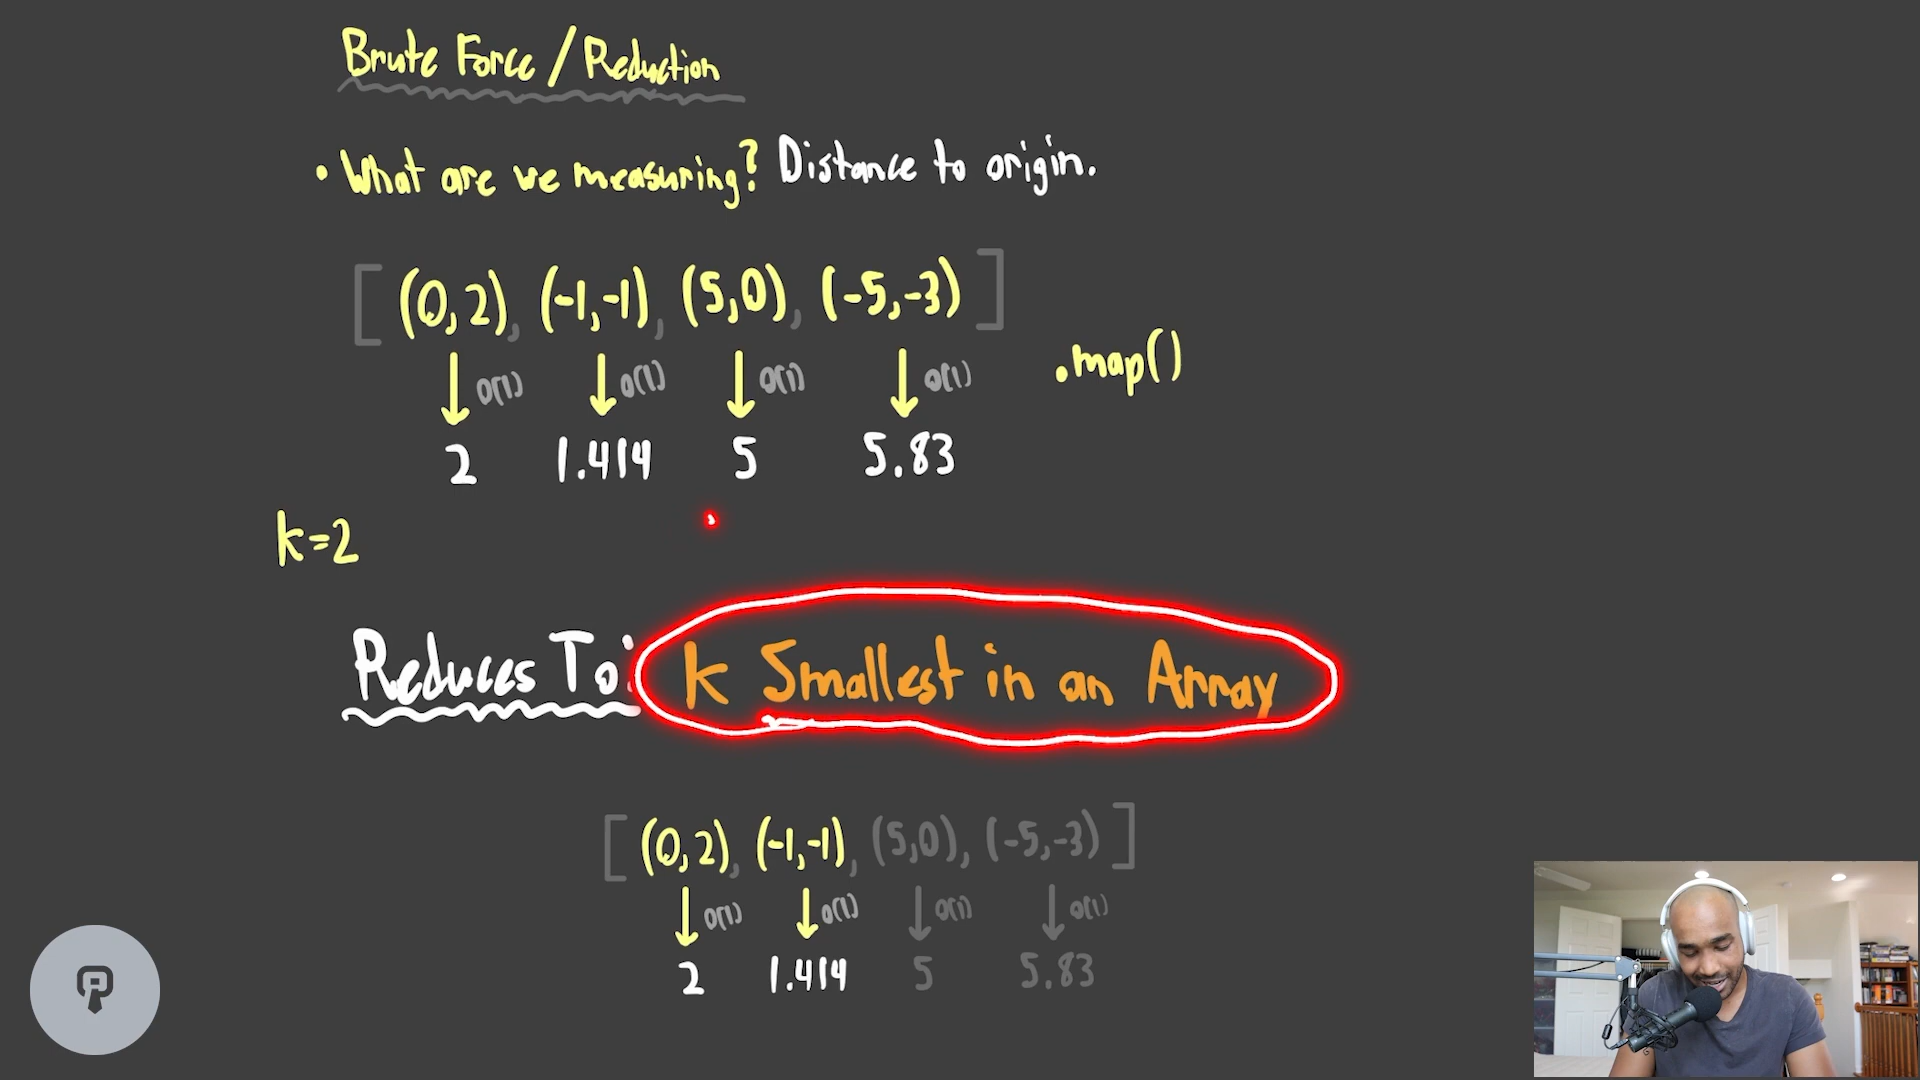 Brute Force / Reduction
• What are we measuring? Distance to origin.
[(0,2), (-1,-1), (5,0), (-5,-3)]
O(1) O(1) O(1) O(1) .map()
2 1.414 5 5.83
k=2
Reduces To: k Smallest in an Array
[(0,2), (-1,-1), (5,0), (-5,-3)]
O(1) O(1) O(1) O(1)
2 1.414 5 5.83